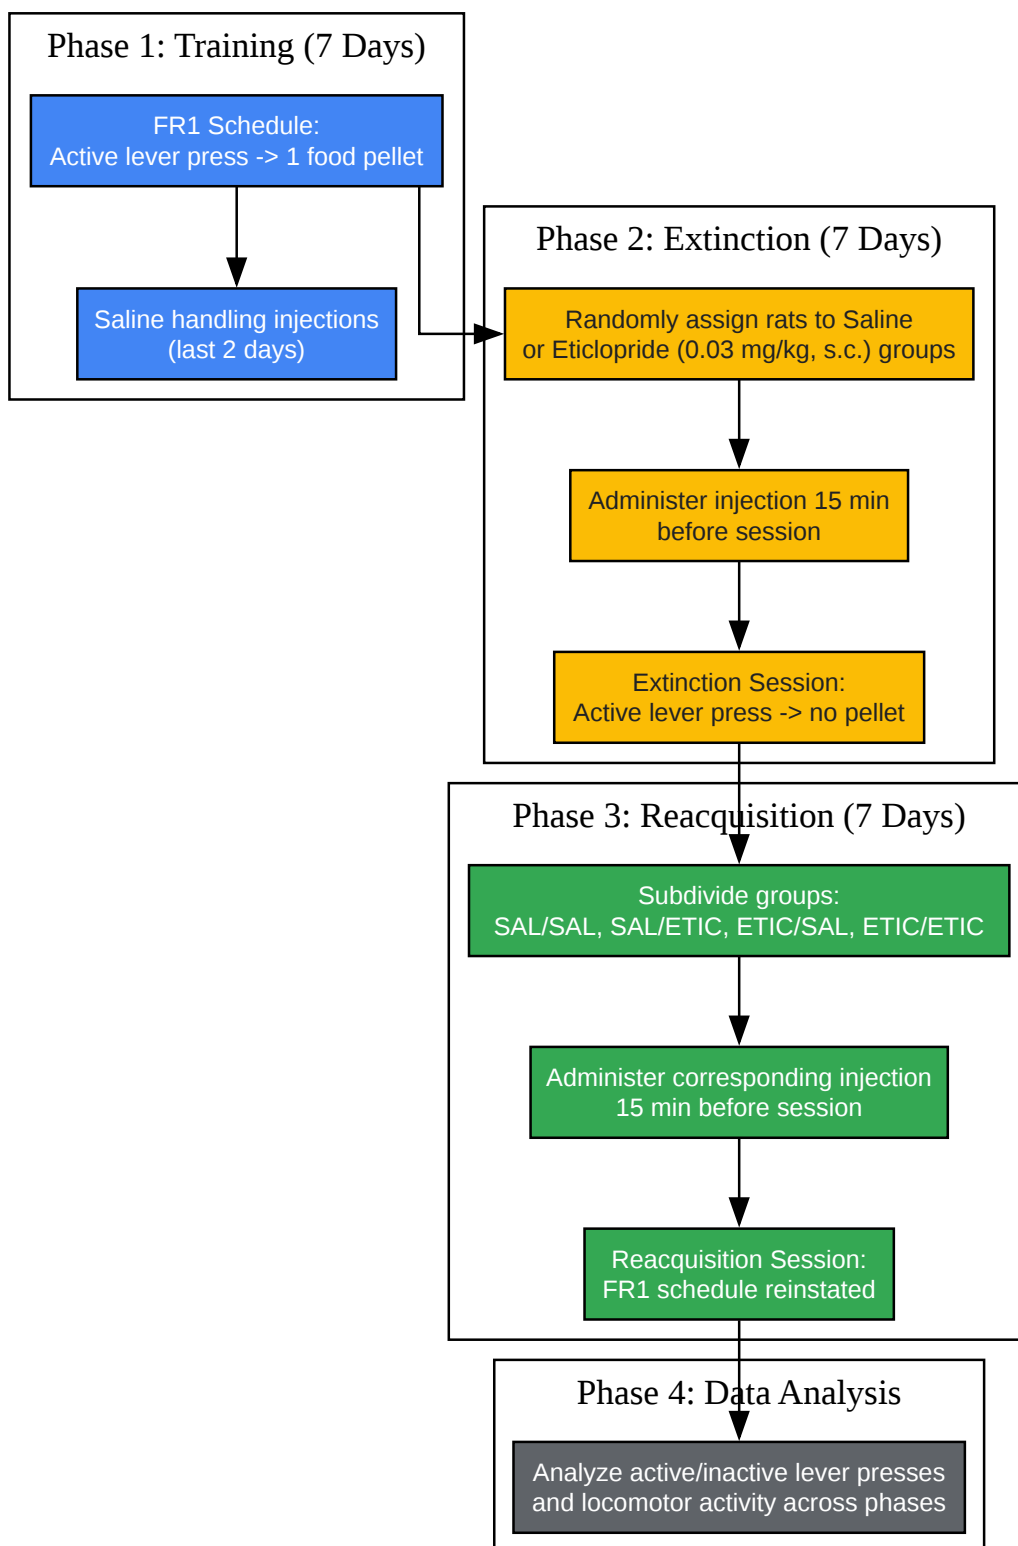 Phase 1: Training (7 Days)
FR1 Schedule:
Active lever press -> 1 food pellet
Saline handling injections
(last 2 days)
Phase 2: Extinction (7 Days)
Randomly assign rats to Saline
or Eticlopride (0.03 mg/kg, s.c.) groups
Administer injection 15 min
before session
Extinction Session:
Active lever press -> no pellet
Phase 3: Reacquisition (7 Days)
Subdivide groups:
SAL/SAL, SAL/ETIC, ETIC/SAL, ETIC/ETIC
Administer corresponding injection
15 min before session
Reacquisition Session:
FR1 schedule reinstated
Phase 4: Data Analysis
Analyze active/inactive lever presses
and locomotor activity across phases